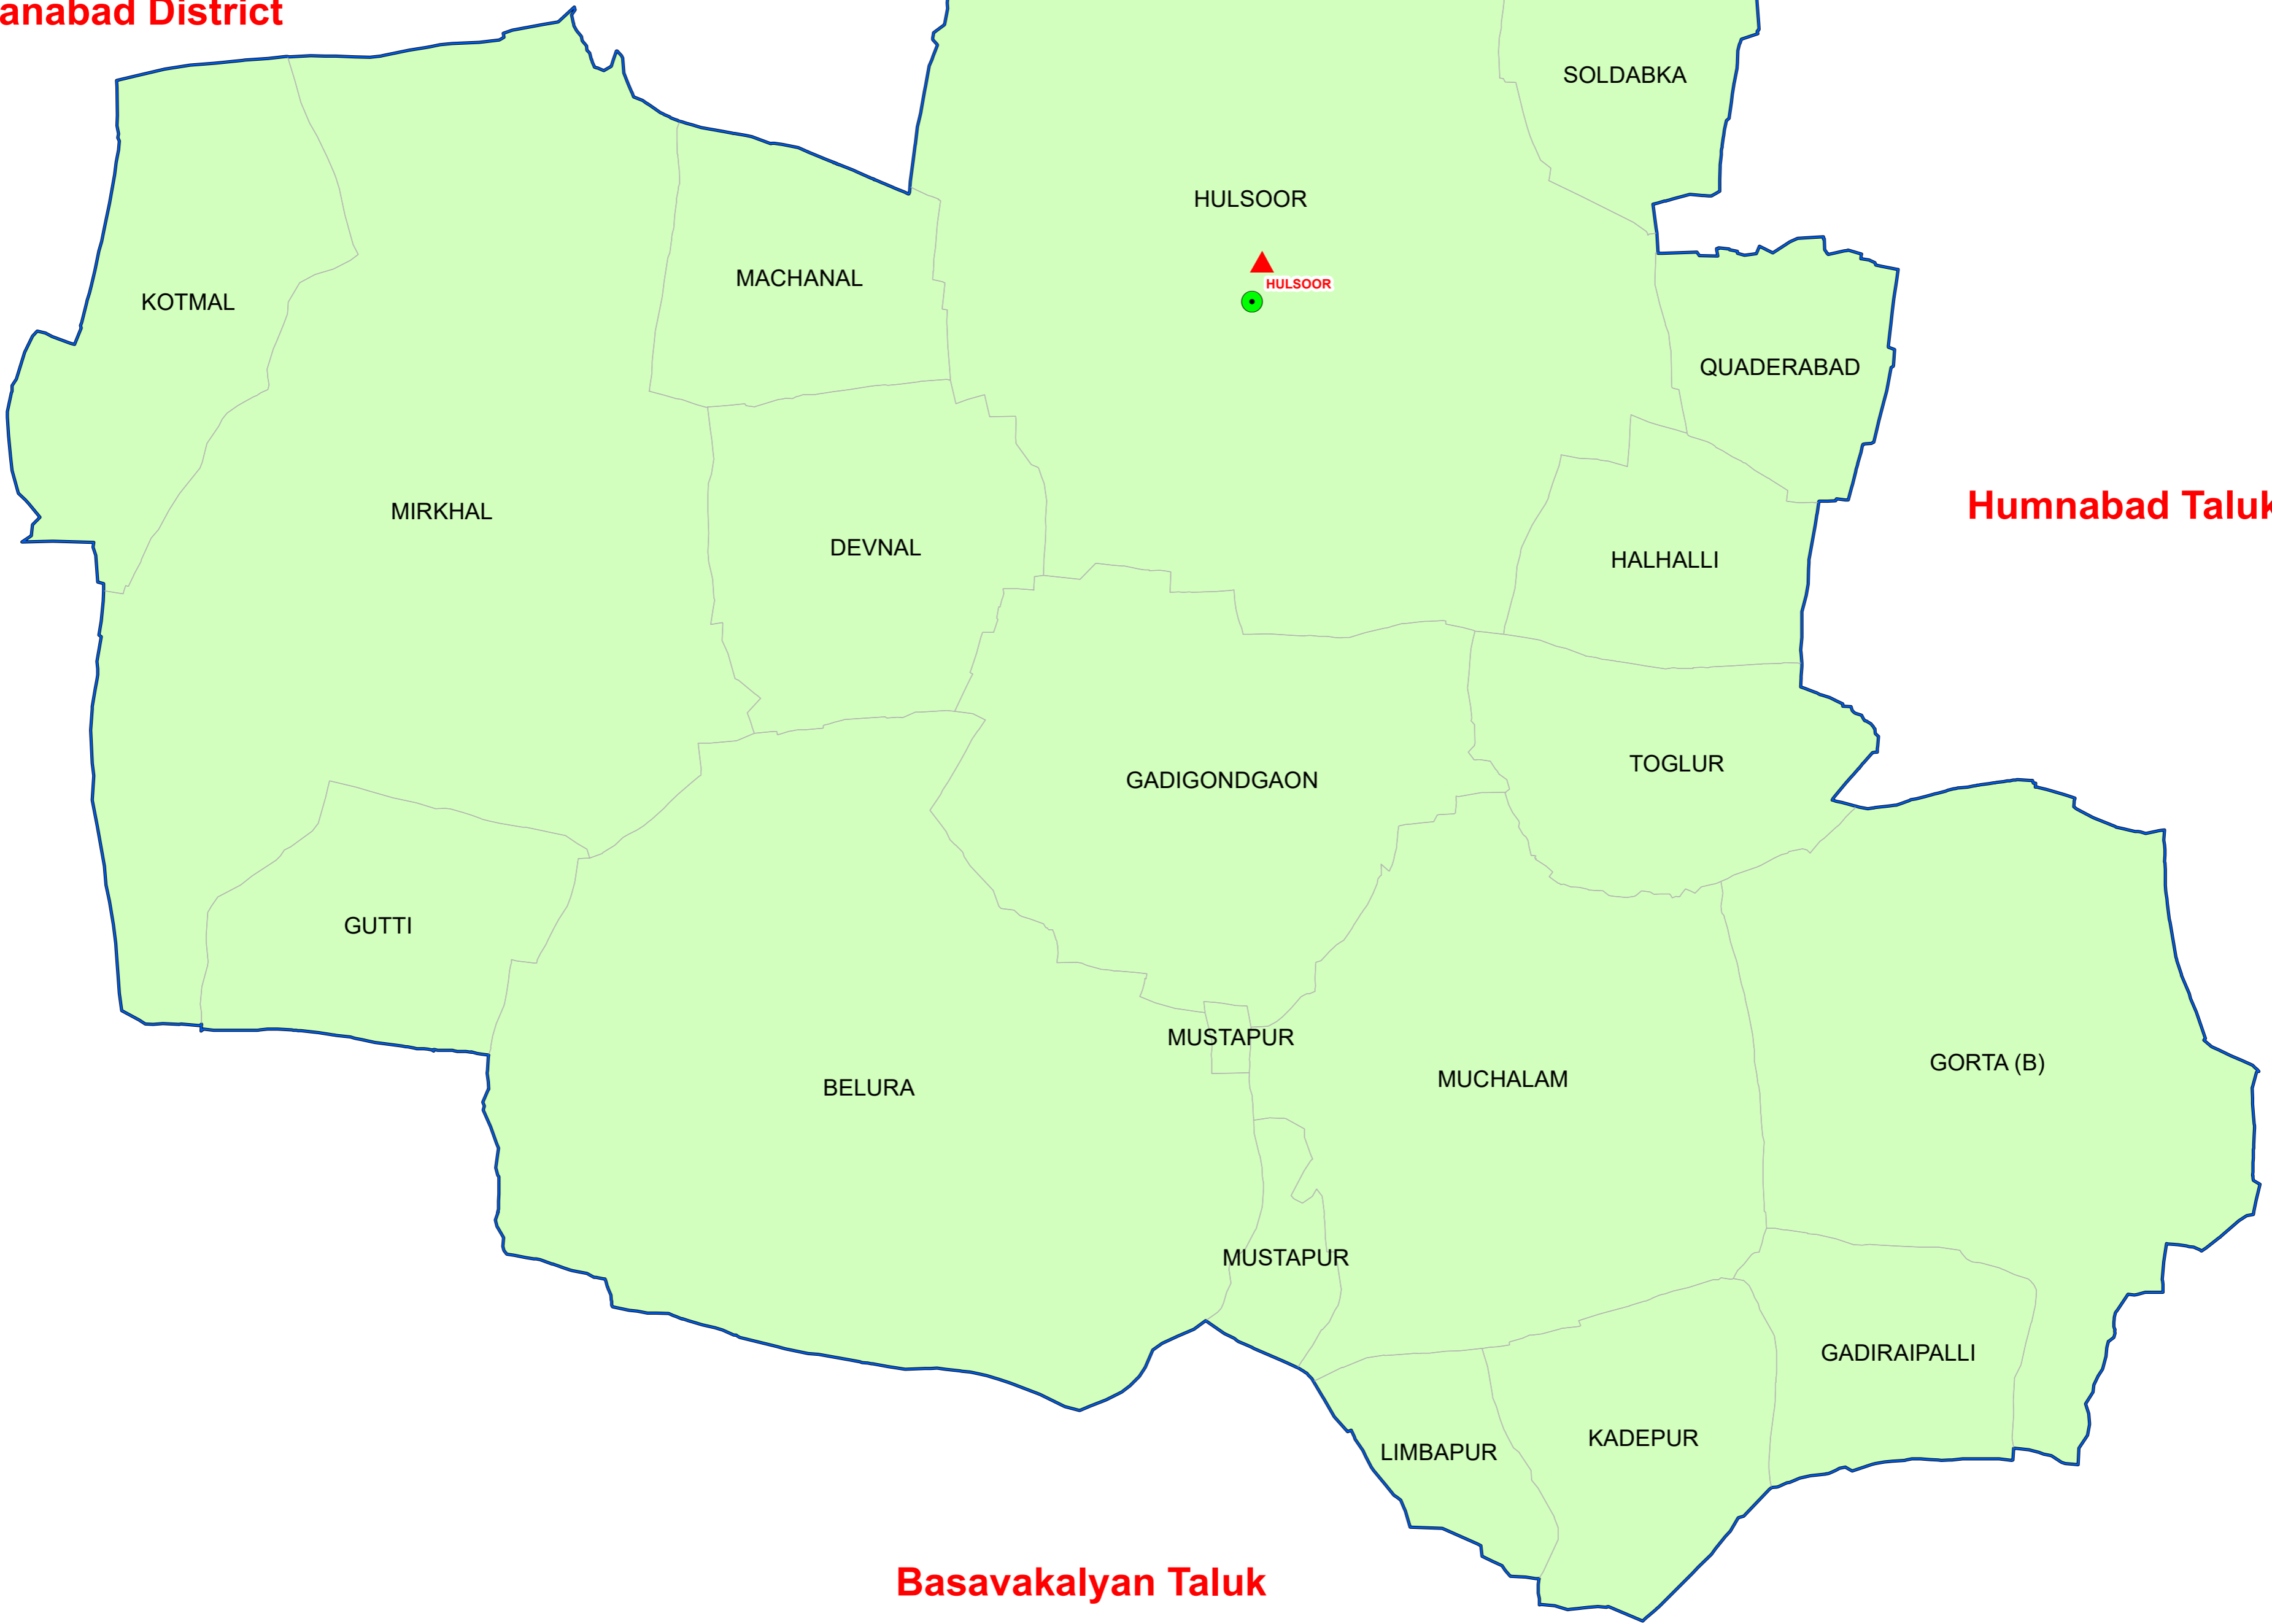 anabad District
SOLDABKA
HULSOOR
MACHANAL
HULSOOR
KOTMAL
QUADERABAD
Humnabad Taluk
MIRKHAL
DEVNAL
HALHALLI
TOGLUR
GADIGONDGAON
GUTTI
MUSTAPUR
GORTA (B)
MUCHALAM
BELURA
MUSTAPUR
GADIRAIPALLI
KADEPUR
LIMBAPUR
Basavakalyan Taluk